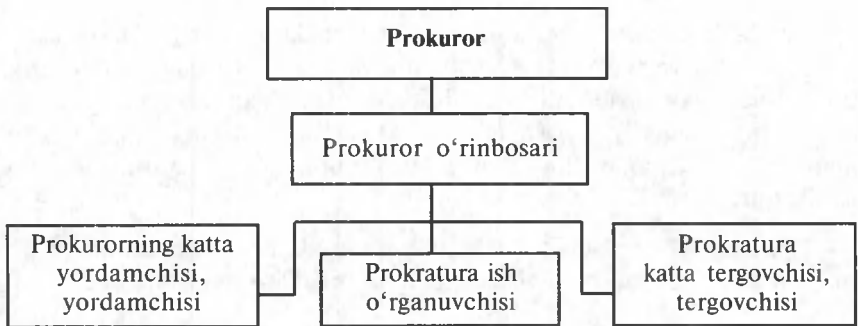 Prokuror
Prokuror o‘rinbosari
Prokurorning katta
yordamchisi,
yordamchisi
Prokratura ish
o‘rganuvchisi
Prokratura
katta tergovchisi,
tergovchisi